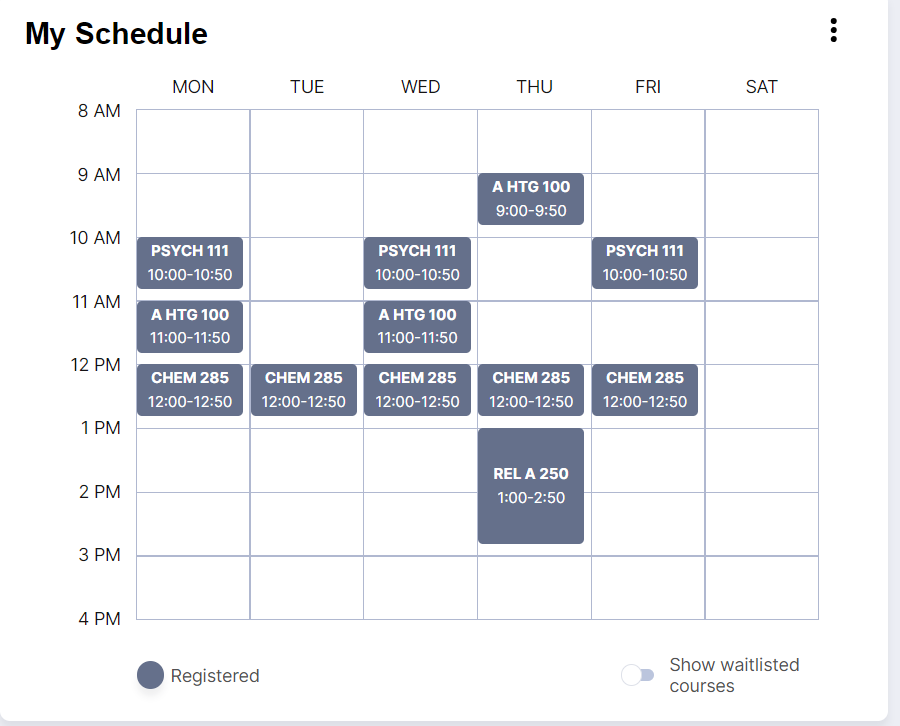 My Schedule
MON TUE WED THU FRI SAT
8 AM
9 AM
A HTG 100
9:00-9:50
10 AM
PSYCH 111 PSYCH 111 PSYCH 111
10:00-10:50 10:00-10:50 10:00-10:50
11 AM
A HTG 100 A HTG 100
11:00-11:50 11:00-11:50
12 PM
CHEM 285 CHEM 285 CHEM 285 CHEM 285 CHEM 285
12:00-12:50 12:00-12:50 12:00-12:50 12:00-12:50 12:00-12:50
1 PM
REL A 250
2 PM
1:00-2:50
3 PM
4 PM
Registered
Show waitlisted
courses